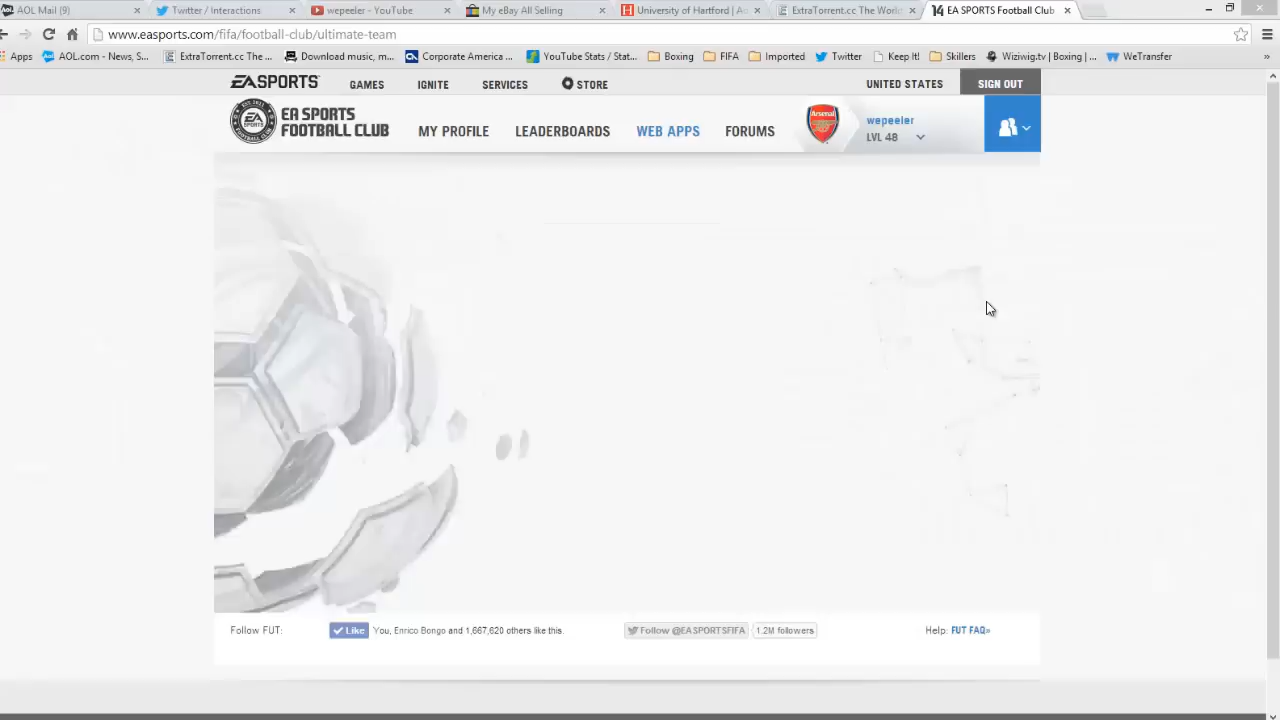 AOL Mail (9)
Twitter / Interactions
wepeeler - YouTube
My eBay All Selling
University of Hartford | A
ExtraTorrent.cc The World
14 EA SPORTS Football Club
www.easports.com/fifa/football-club/ultimate-team
Apps AOL.com - News, S... ExtraTorrent.cc The ... Download music, m... Corporate America ... YouTube Stats / Stat... Boxing FIFA Imported Twitter Keep It! Skillers Wiziwig.tv | Boxing | ... WeTransfer »
EA SPORTS GAMES IGNITE SERVICES STORE UNITED STATES SIGN OUT
EA SPORTS
FOOTBALL CLUB
MY PROFILE LEADERBOARDS WEB APPS FORUMS
Arsenal
wepeeler
LVL 48
Follow FUT: Like You, Enrico Bongo and 1,667,620 others like this. Follow @EASPORTSFIFA 1.2M followers Help: FUT FAQ»